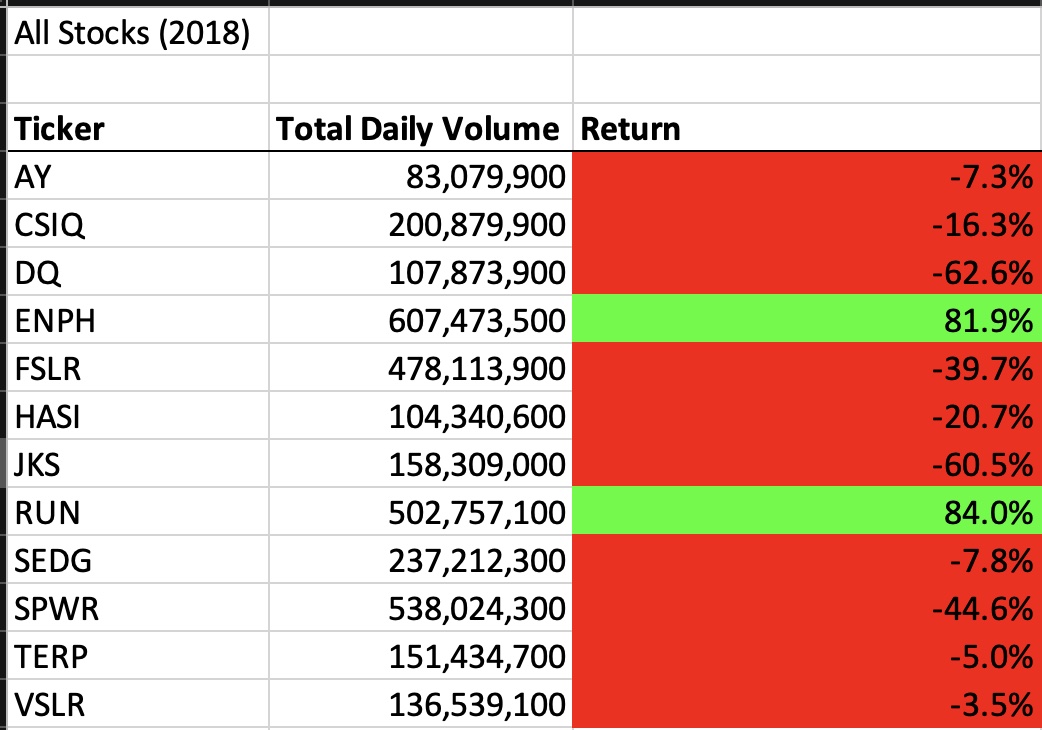 All Stocks (2018)
Ticker Total Daily Volume Return
AY 83,079,900 -7.3%
CSIQ 200,879,900 -16.3%
DQ 107,873,900 -62.6%
ENPH 607,473,500 81.9%
FSLR 478,113,900 -39.7%
HASI 104,340,600 -20.7%
JKS 158,309,000 -60.5%
RUN 502,757,100 84.0%
SEDG 237,212,300 -7.8%
SPWR 538,024,300 -44.6%
TERP 151,434,700 -5.0%
VSLR 136,539,100 -3.5%